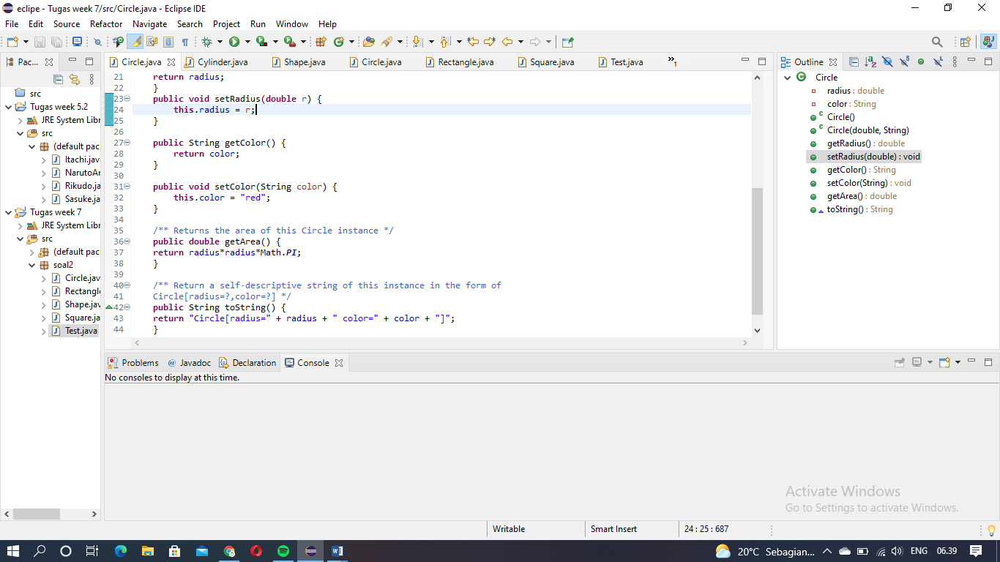 eclipe - Tugas week 7/src/Circle.java - Eclipse IDE
File Edit Source Refactor Navigate Search Project Run Window Help
Pac...
src
Tugas week 5.2
JRE System Libr
src
(default pac
Itachi.jav
NarutoAr
Rikudo.ja
Sasuke.ja
Tugas week 7
JRE System Libr
src
(default pac
soal2
Circle.jav
Rectangle
Shape.jav
Square.ja
Test.java
Circle.java Cylinder.java Shape.java Circle.java Rectangle.java Square.java Test.java »1
21 return radius;
22 }
23 public void setRadius(double r) {
24 this.radius = r;
25 }
26
27 public String getColor() {
28 return color;
29 }
30
31 public void setColor(String color) {
32 this.color = "red";
33 }
34
35 /** Returns the area of this Circle instance */
36 public double getArea() {
37 return radius*radius*Math.PI;
38 }
39
40 /** Return a self-descriptive string of this instance in the form of
41 Circle[radius=?,color=?] */
42 public String toString() {
43 return "Circle[radius=" + radius + " color=" + color + "]";
44 }
Outline
Circle
radius : double
color : String
Circle()
Circle(double, String)
getRadius() : double
setRadius(double) : void
getColor() : String
setColor(String) : void
getArea() : double
toString() : String
Problems @ Javadoc Declaration Console
No consoles to display at this time.
Activate Windows
Go to Settings to activate Windows.
Writable Smart Insert 24 : 25 : 687
20°C Sebagian... ENG 06.39